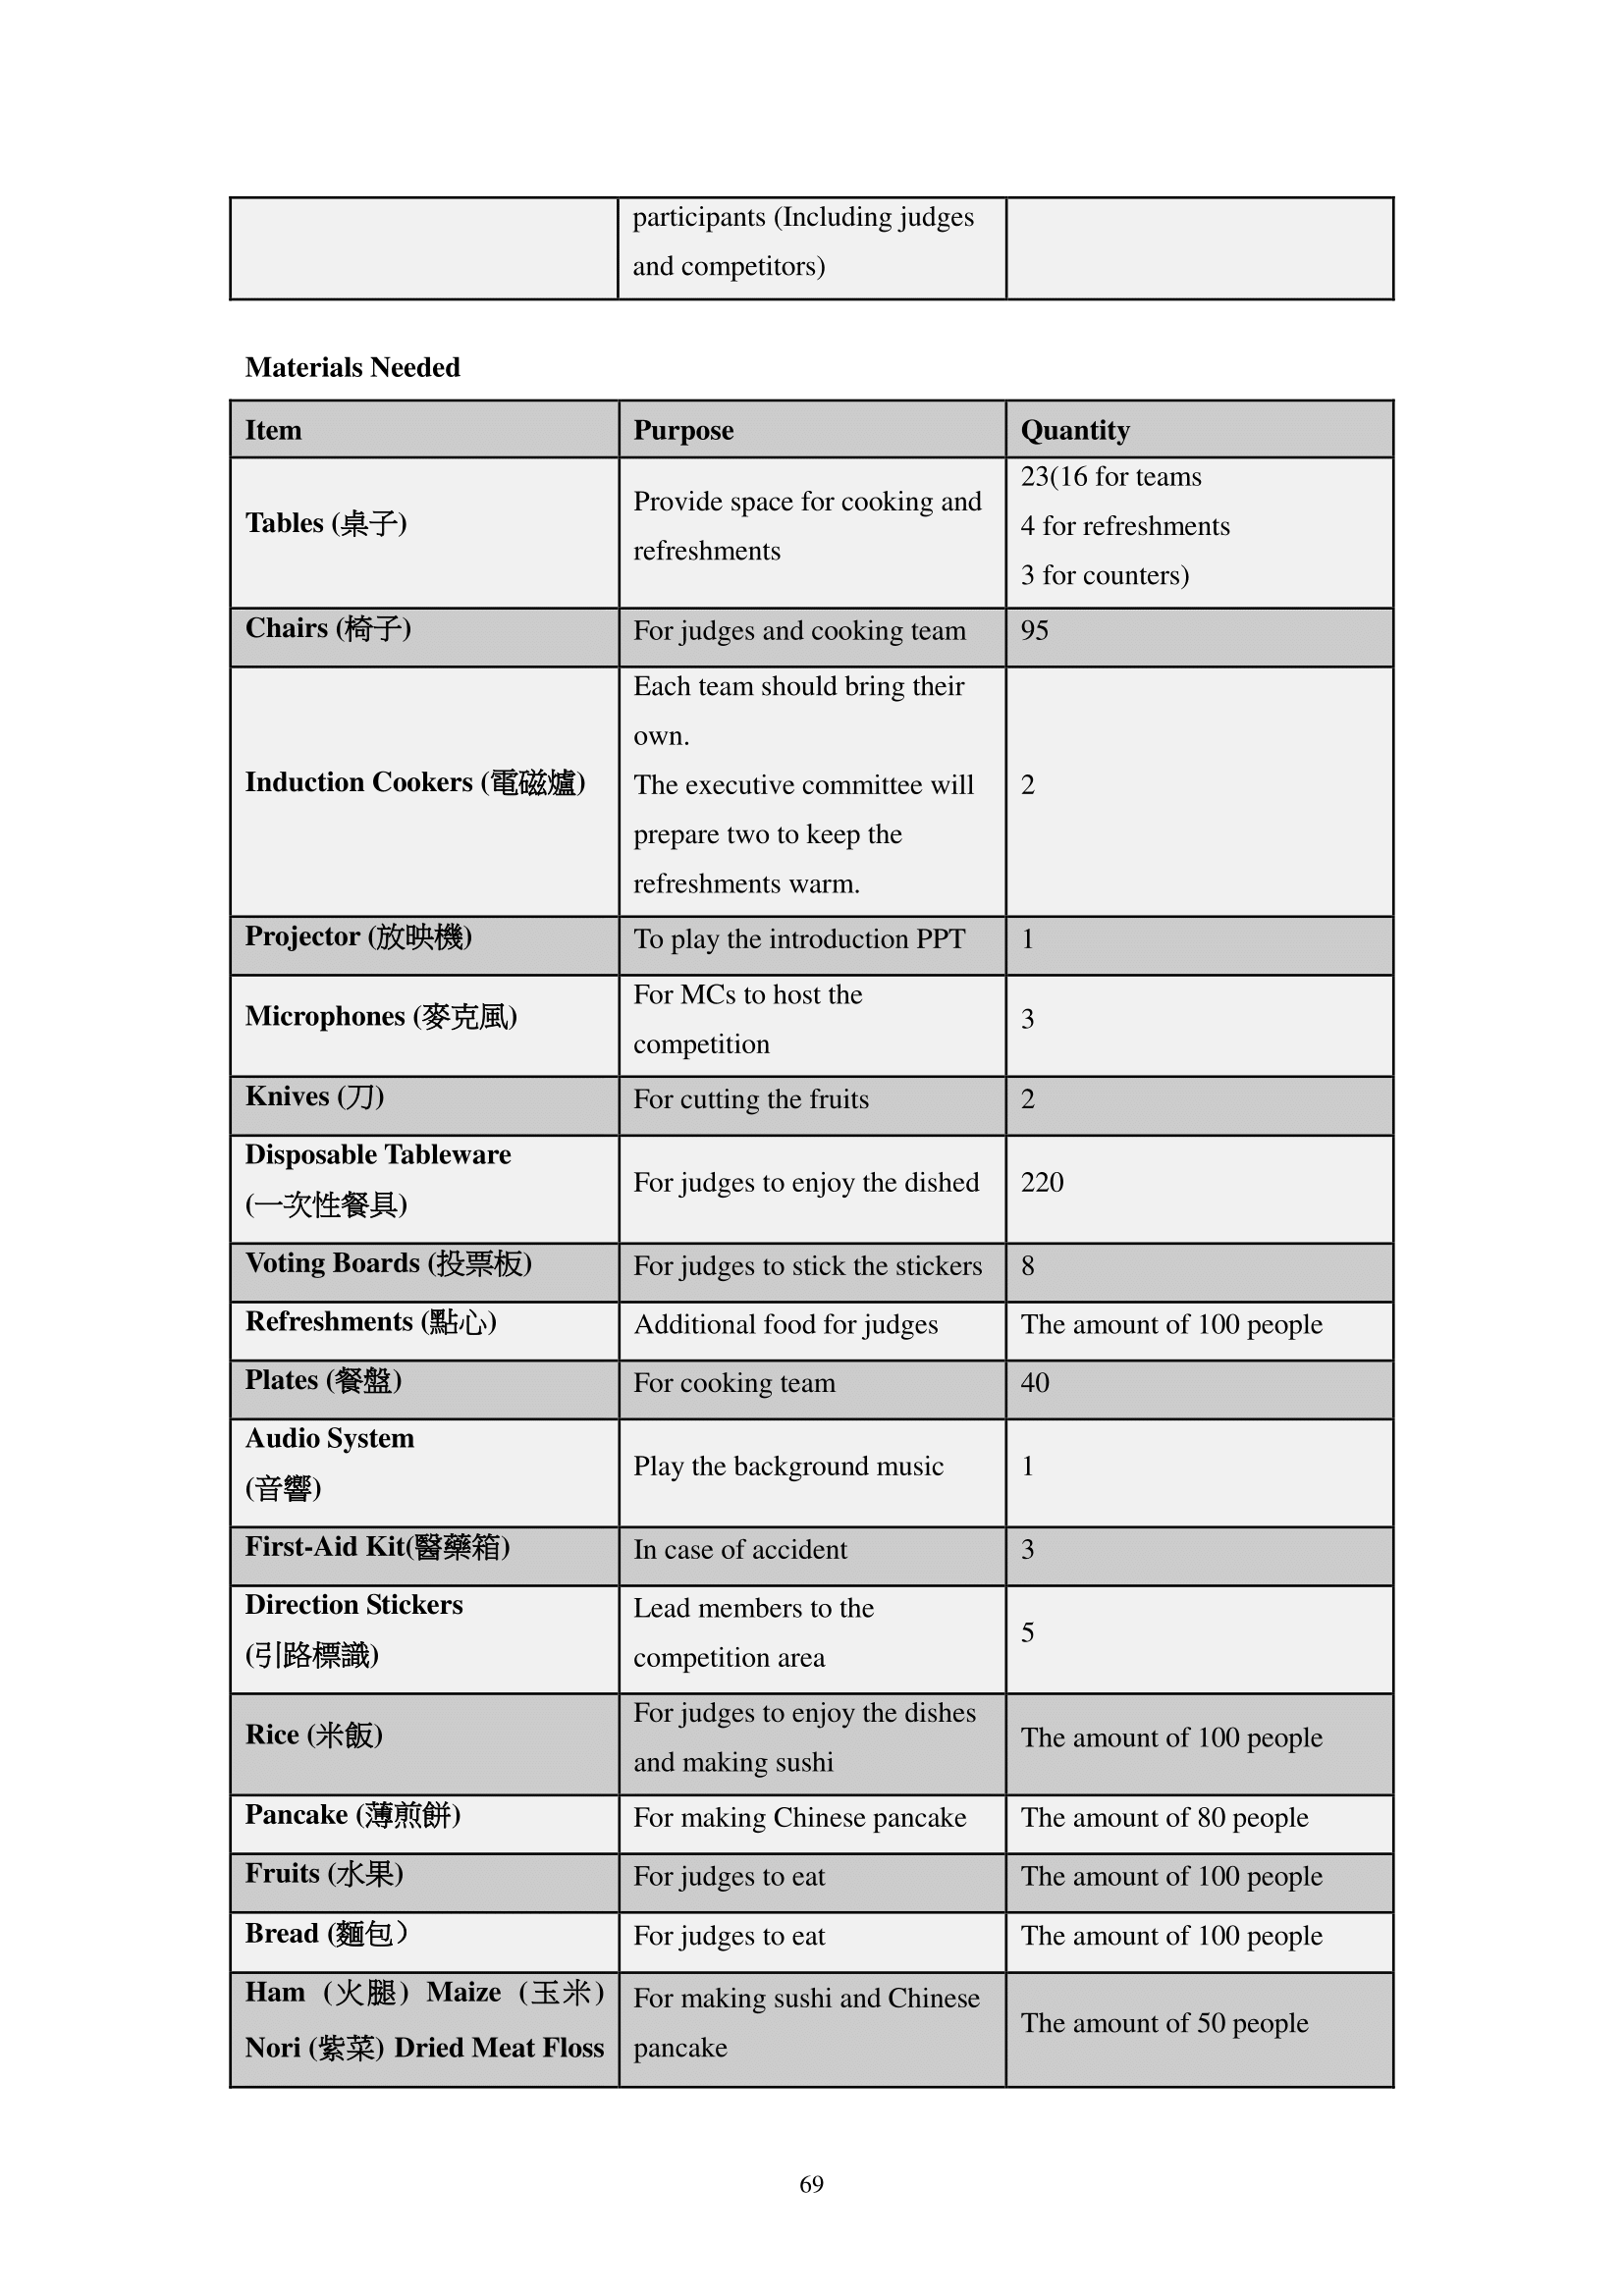 participants (Including judges
and competitors)
Materials Needed
Item Purpose Quantity
Tables (桌子)
Provide space for cooking and
refreshments
23(16 for teams
4 for refreshments
3 for counters)
Chairs (椅子) For judges and cooking team 95
Induction Cookers (電磁爐)
Each team should bring their
own.
The executive committee will
prepare two to keep the
refreshments warm.
2
Projector (放映機) To play the introduction PPT 1
Microphones (麥克風)
For MCs to host the
competition
3
Knives (刀) For cutting the fruits 2
Disposable Tableware
(一次性餐具)
For judges to enjoy the dished 220
Voting Boards (投票板) For judges to stick the stickers 8
Refreshments (點心) Additional food for judges The amount of 100 people
Plates (餐盤) For cooking team 40
Audio System
(音響)
Play the background music 1
First-Aid Kit(醫藥箱) In case of accident 3
Direction Stickers
(引路標識)
Lead members to the
competition area
5
Rice (米飯)
For judges to enjoy the dishes
and making sushi
The amount of 100 people
Pancake (薄煎餅) For making Chinese pancake The amount of 80 people
Fruits (水果) For judges to eat The amount of 100 people
Bread (麵包） For judges to eat The amount of 100 people
Ham (火腿) Maize (玉米)
Nori (紫菜) Dried Meat Floss
For making sushi and Chinese
pancake
The amount of 50 people
69